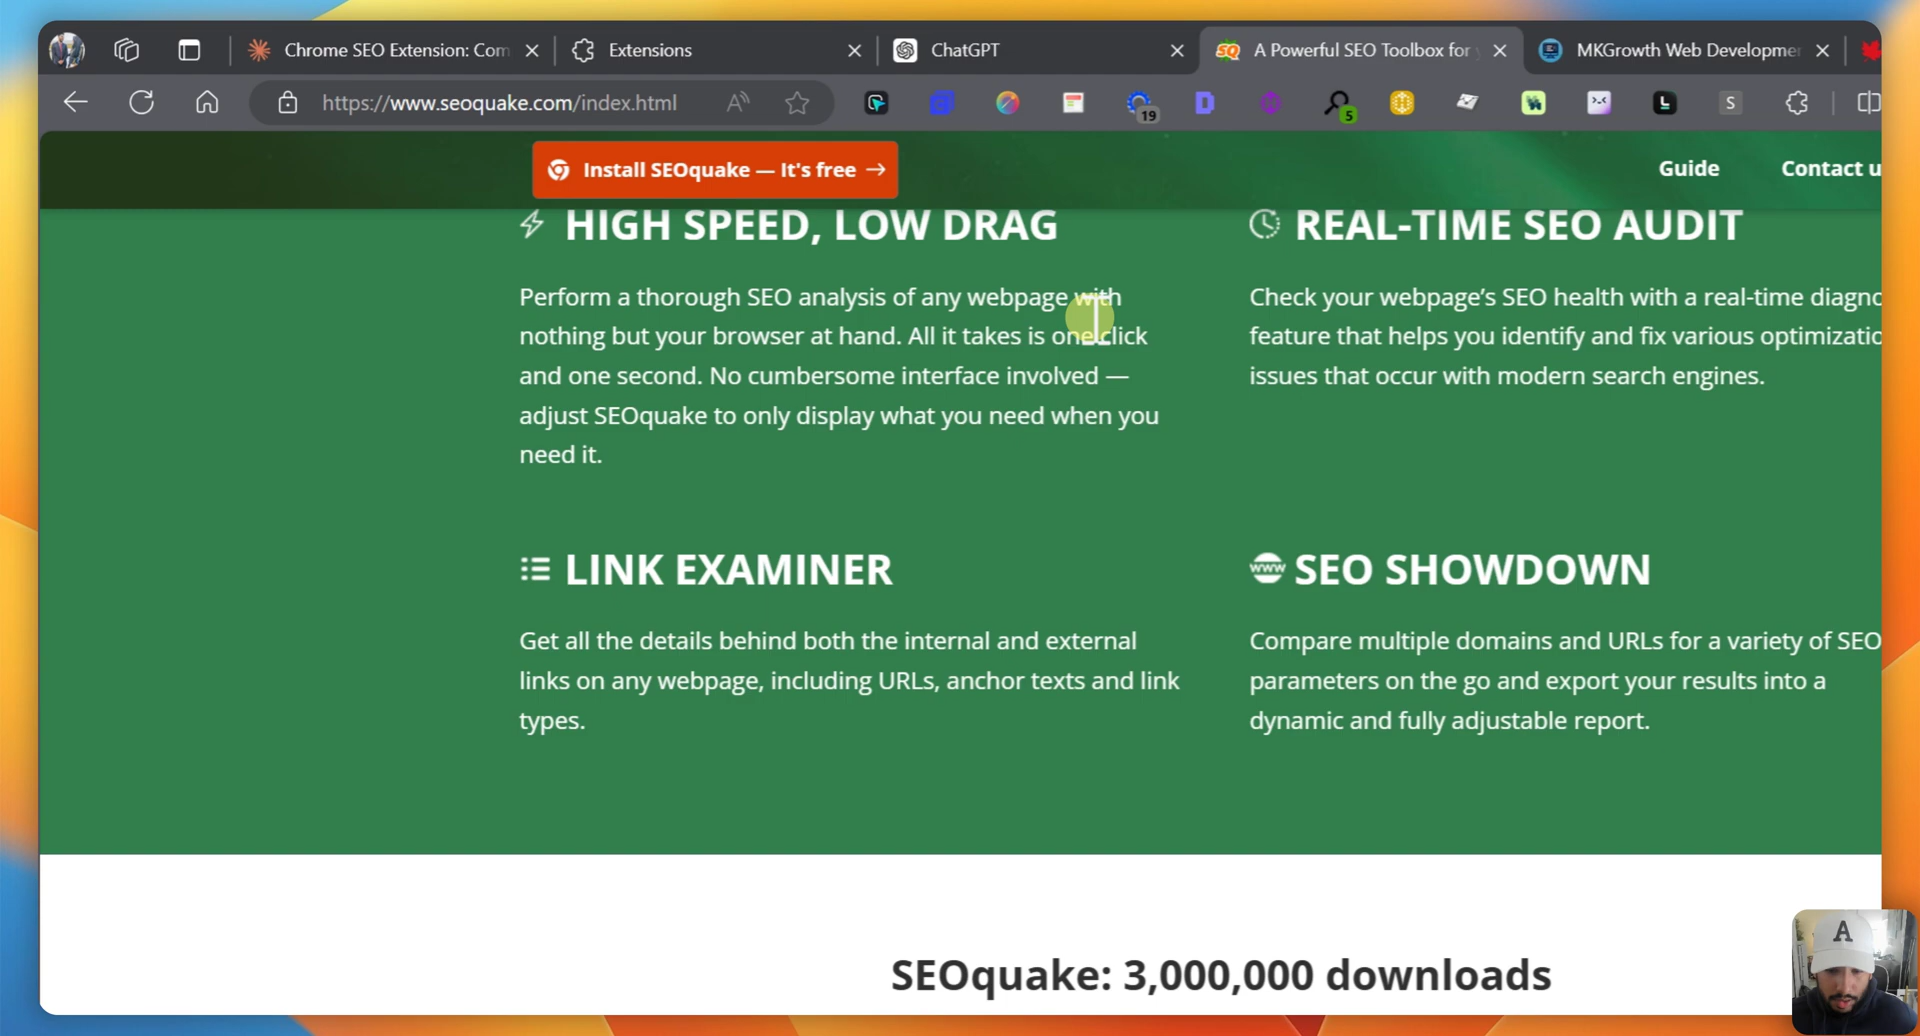 Chrome SEO Extension: Com
Extensions
ChatGPT
A Powerful SEO Toolbox for
MKGrowth Web Developme
https://www.seoquake.com/index.html
A
19
D
5
L
S
Install SEOquake — It's free →
Guide
Contact u
HIGH SPEED, LOW DRAG
Perform a thorough SEO analysis of any webpage with
nothing but your browser at hand. All it takes is one click
and one second. No cumbersome interface involved —
adjust SEOquake to only display what you need when you
need it.
REAL-TIME SEO AUDIT
Check your webpage’s SEO health with a real-time diagno
feature that helps you identify and fix various optimizatio
issues that occur with modern search engines.
LINK EXAMINER
Get all the details behind both the internal and external
links on any webpage, including URLs, anchor texts and link
types.
www SEO SHOWDOWN
Compare multiple domains and URLs for a variety of SEO
parameters on the go and export your results into a
dynamic and fully adjustable report.
SEOquake: 3,000,000 downloads
A